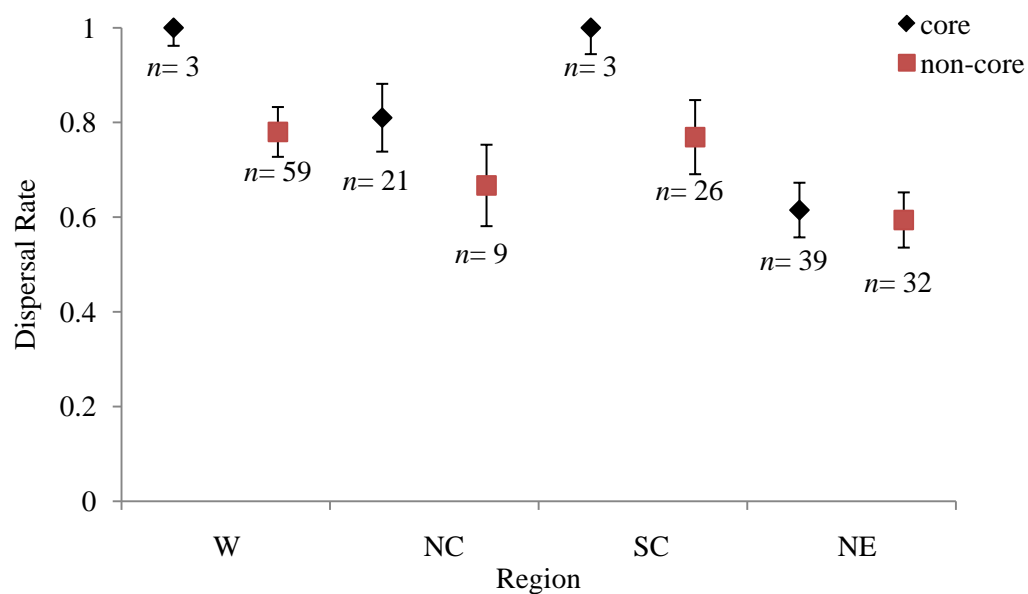 1
0.8
0.6
0.4
0.2
0
Dispersal Rate
core
non-core
n= 3
n= 59
n= 21
n= 9
n= 3
n= 26
n= 39
n= 32
W
NC
SC
NE
Region